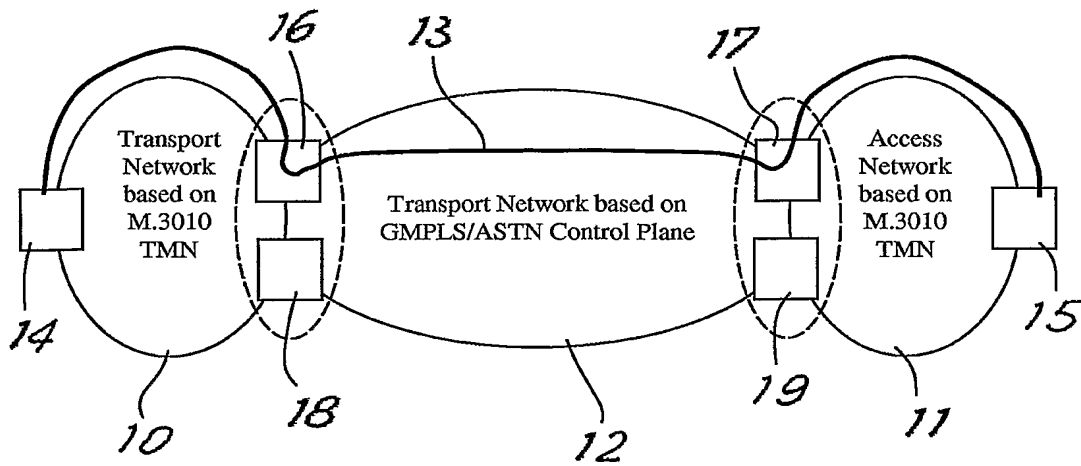 16
13
17
Transport
Network
based on
M.3010
TMN
Transport Network based on
GMPLS/ASTN Control Plane
Access
Network
based on
M.3010
TMN
14
15
10
18
12
19
11